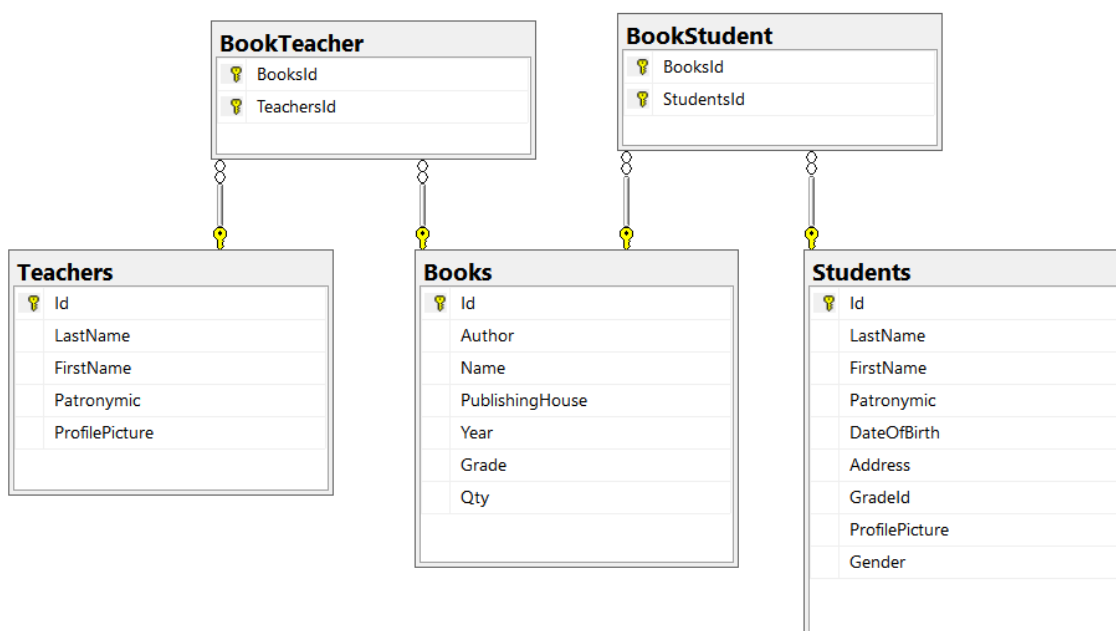 BookTeacher
BooksId
TeachersId
BookStudent
BooksId
StudentsId
Teachers
Id
LastName
FirstName
Patronymic
ProfilePicture
Books
Id
Author
Name
PublishingHouse
Year
Grade
Qty
Students
Id
LastName
FirstName
Patronymic
DateOfBirth
Address
GradeId
ProfilePicture
Gender